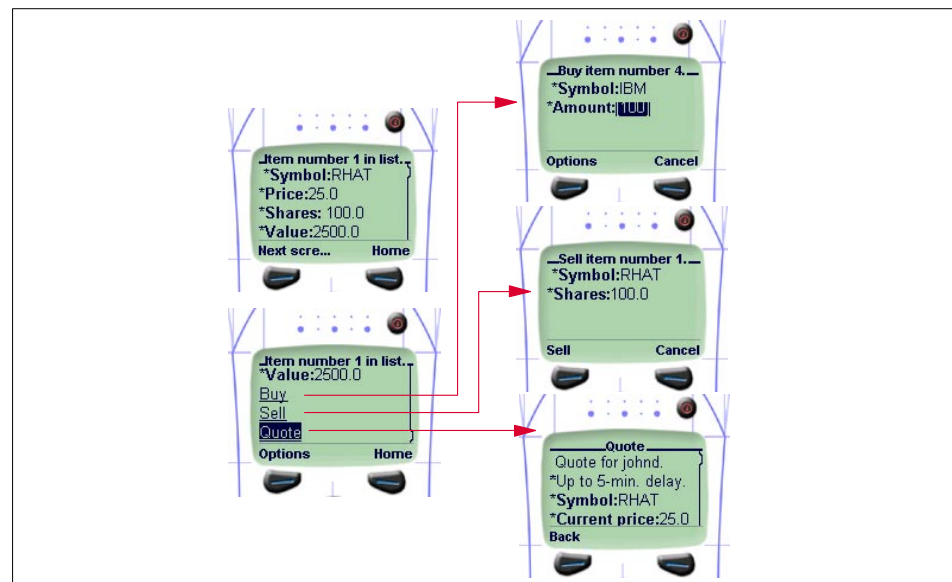 Item number 1 in list..
*Symbol:RHAT
*Price:25.0
*Shares: 100.0
*Value:2500.0
Next scre... Home
Item number 1 in list..
*Value:2500.0
Buy
Sell
Quote
Options Home
Buy item number 4.
*Symbol:IBM
*Amount:[100]
Options Cancel
Sell item number 1.
*Symbol:RHAT
*Shares:100.0
Sell Cancel
Quote
Quote for johnd.
*Up to 5-min. delay.
*Symbol:RHAT
*Current price:25.0
Back